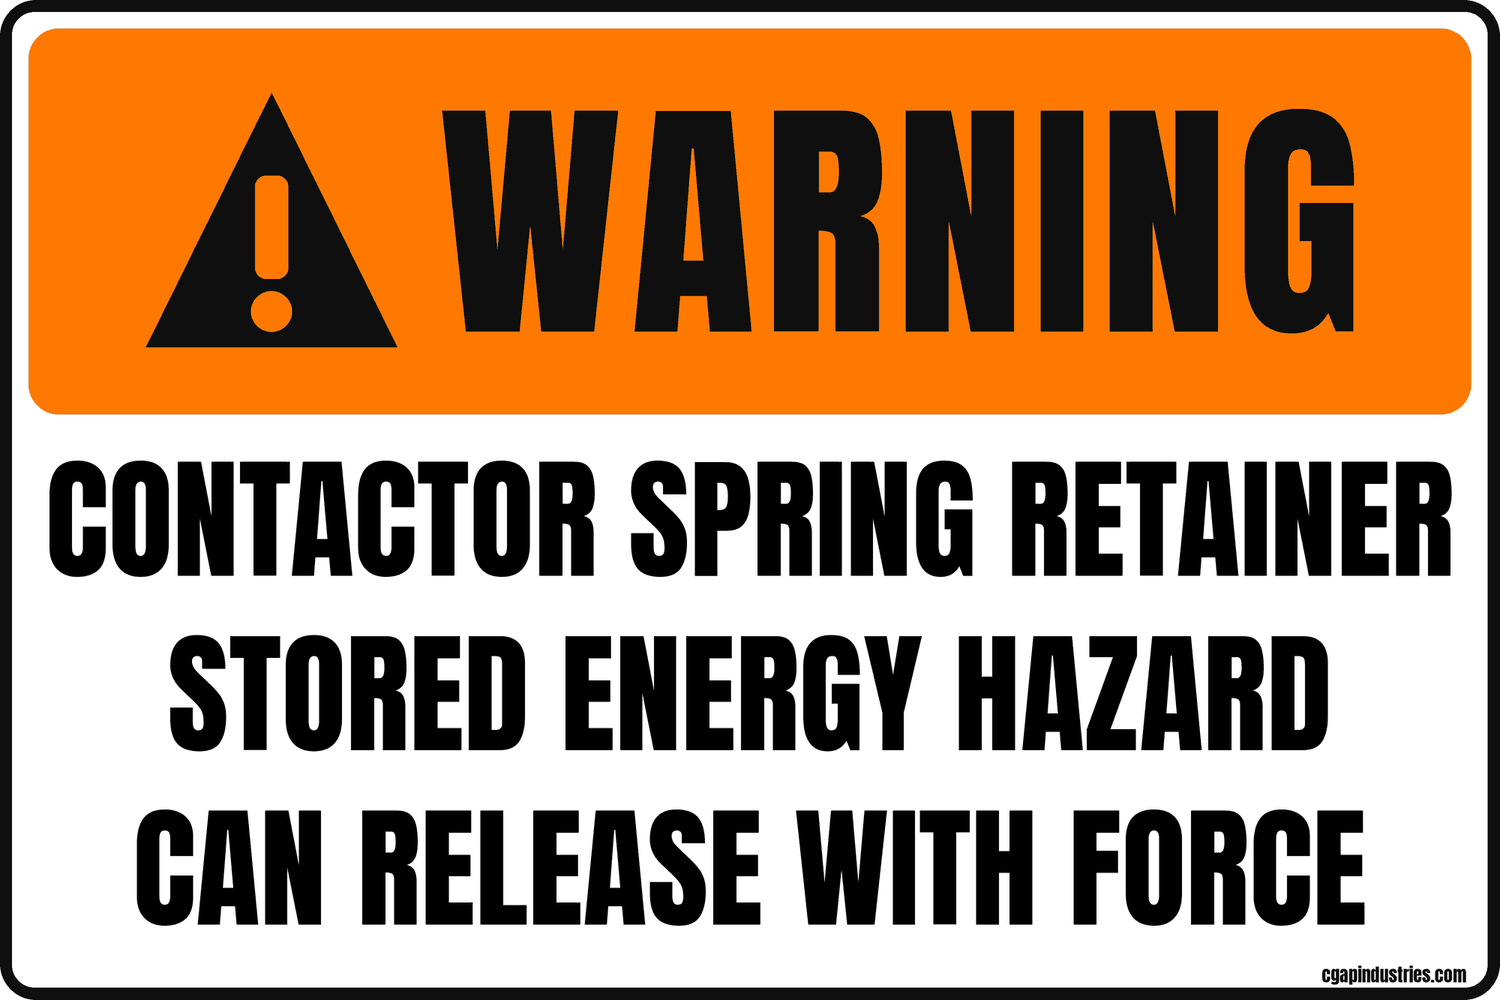 WARNING
CONTACTOR SPRING RETAINER
STORED ENERGY HAZARD
CAN RELEASE WITH FORCE
cgapindustries.com